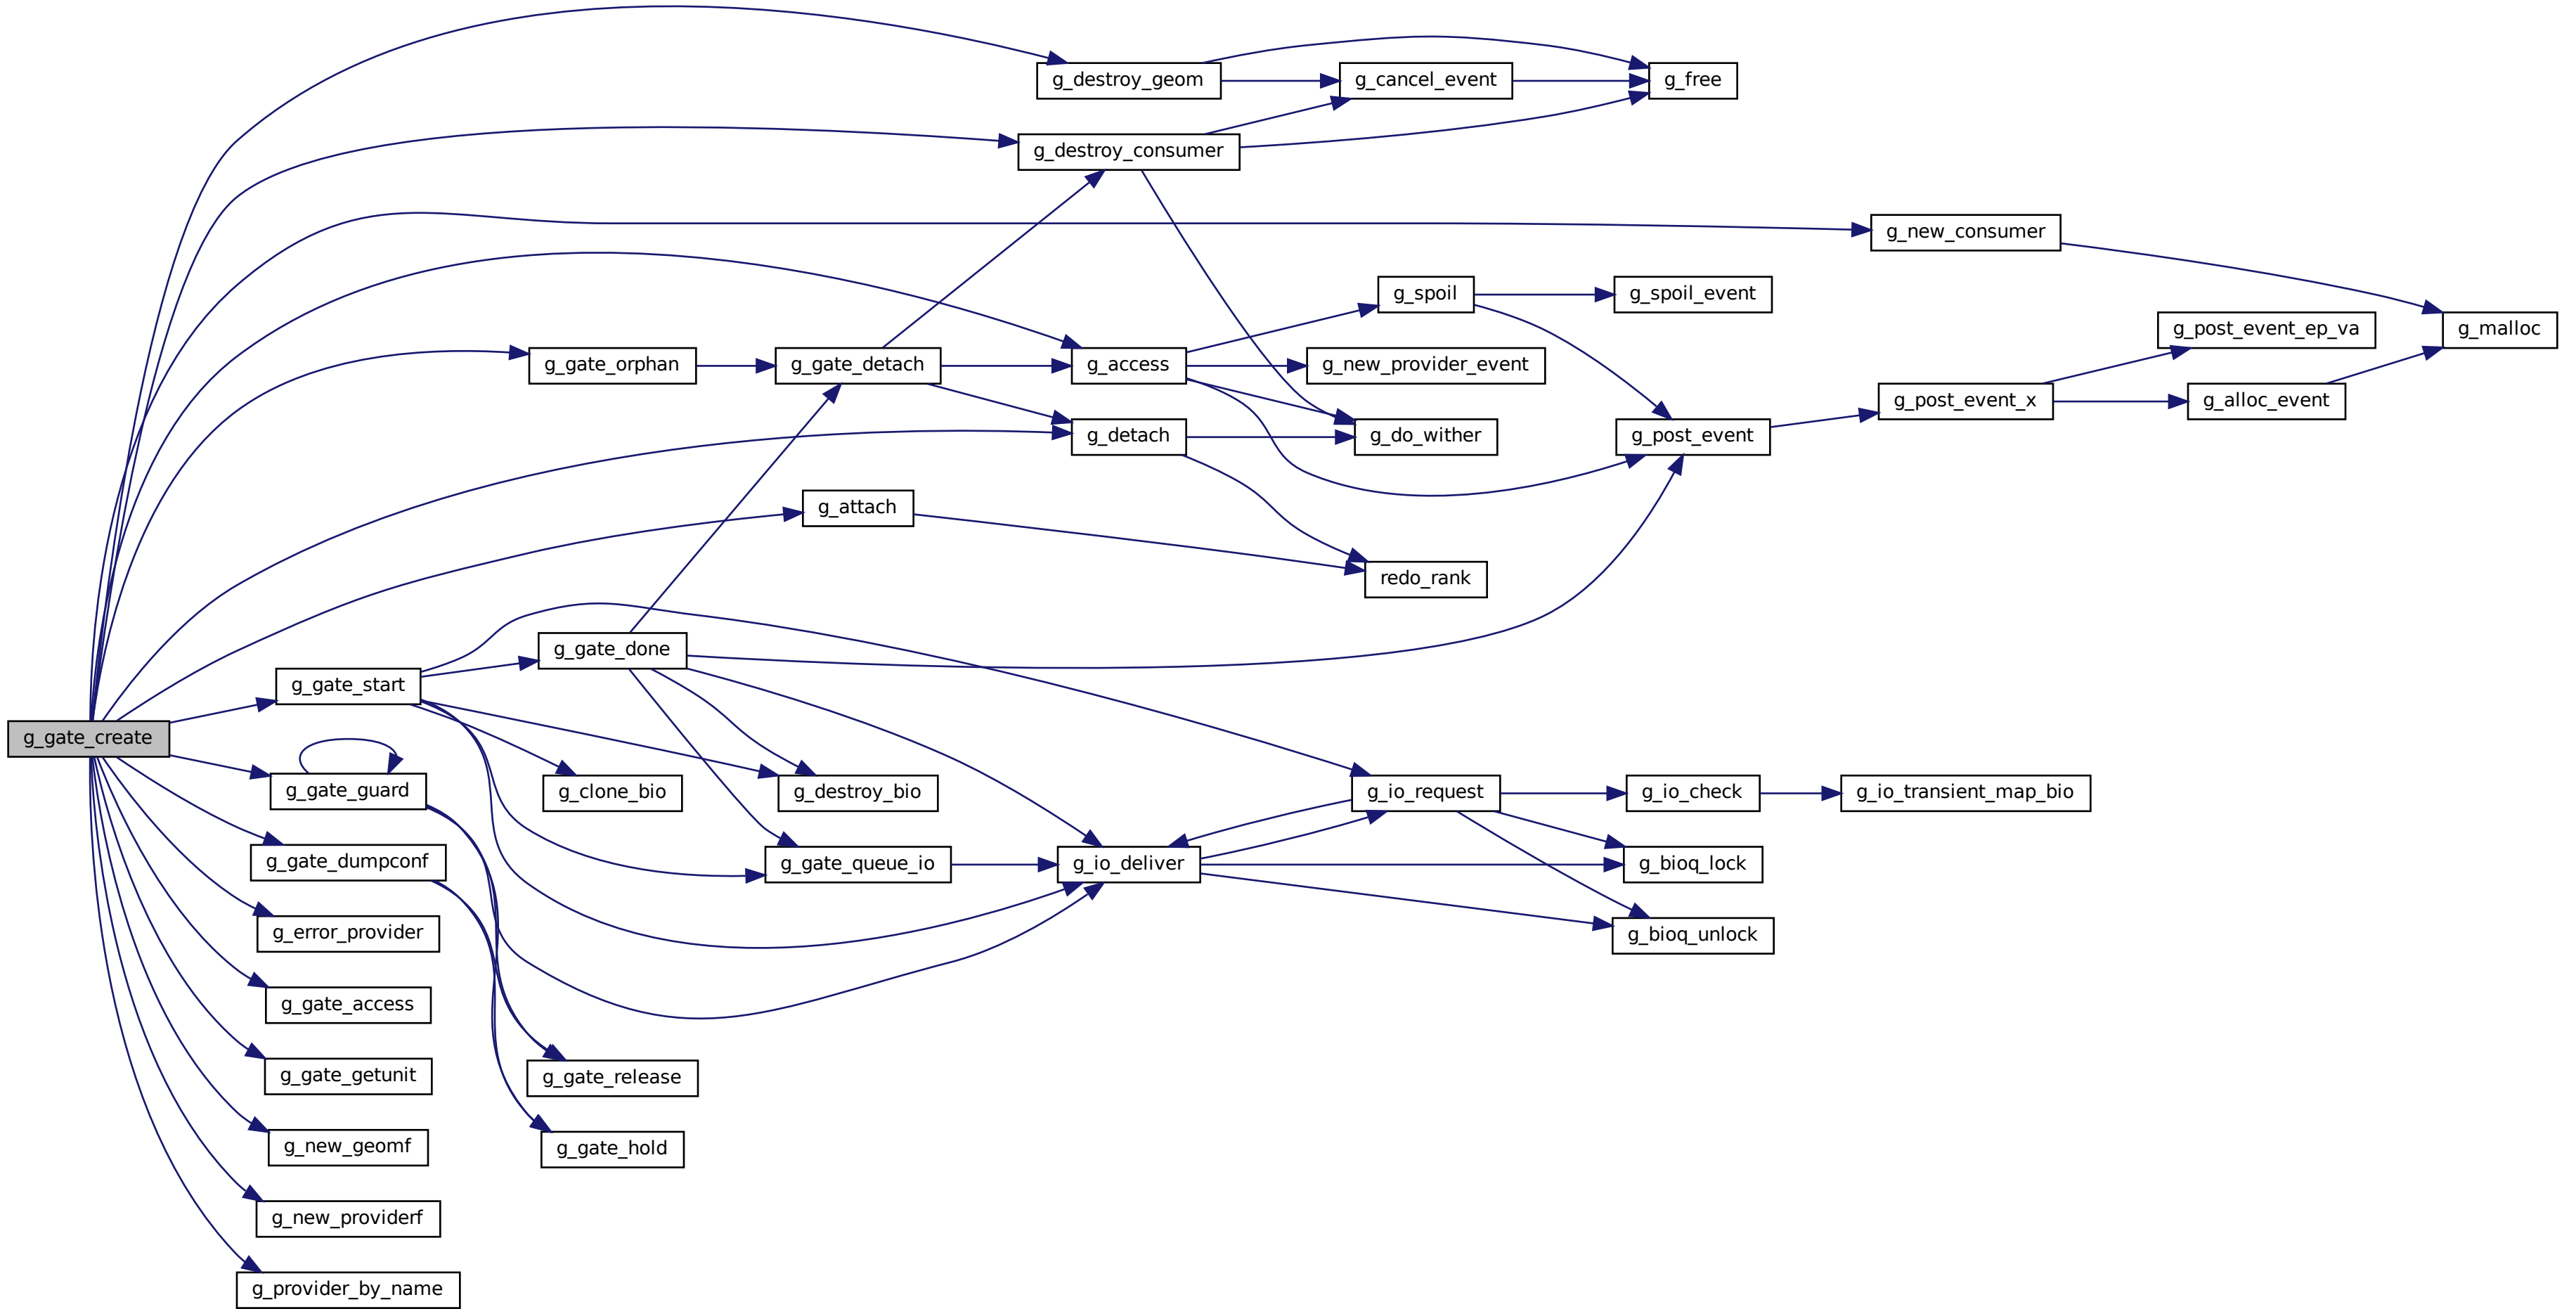 g_destroy_geom
g_cancel_event
g_free
g_destroy_consumer
g_new_consumer
g_spoil
g_spoil_event
g_post_event_ep_va
g_malloc
g_gate_orphan
g_gate_detach
g_access
g_new_provider_event
g_post_event_x
g_alloc_event
g_detach
g_do_wither
g_post_event
g_attach
redo_rank
g_gate_done
g_gate_start
g_gate_create
g_gate_guard
g_clone_bio
g_destroy_bio
g_io_request
g_io_check
g_io_transient_map_bio
g_gate_dumpconf
g_gate_queue_io
g_io_deliver
g_bioq_lock
g_error_provider
g_bioq_unlock
g_gate_access
g_gate_getunit
g_gate_release
g_new_geomf
g_gate_hold
g_new_providerf
g_provider_by_name